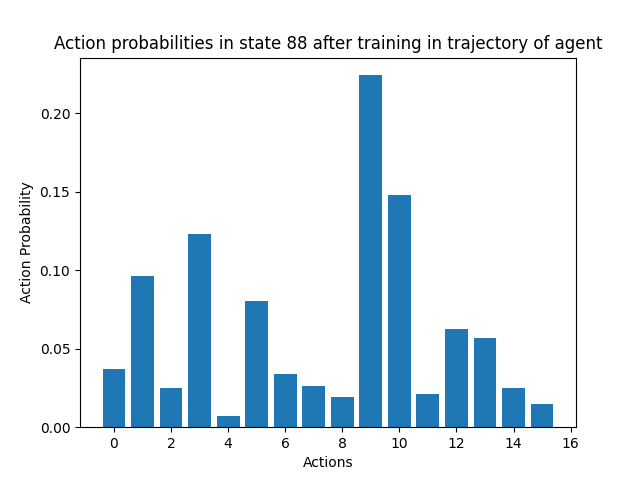 Action probabilities in state 88 after training in trajectory of agent
0.20
0.15
0.10
0.05
0.00
Action Probability
0 2 4 6 8 10 12 14 16
Actions